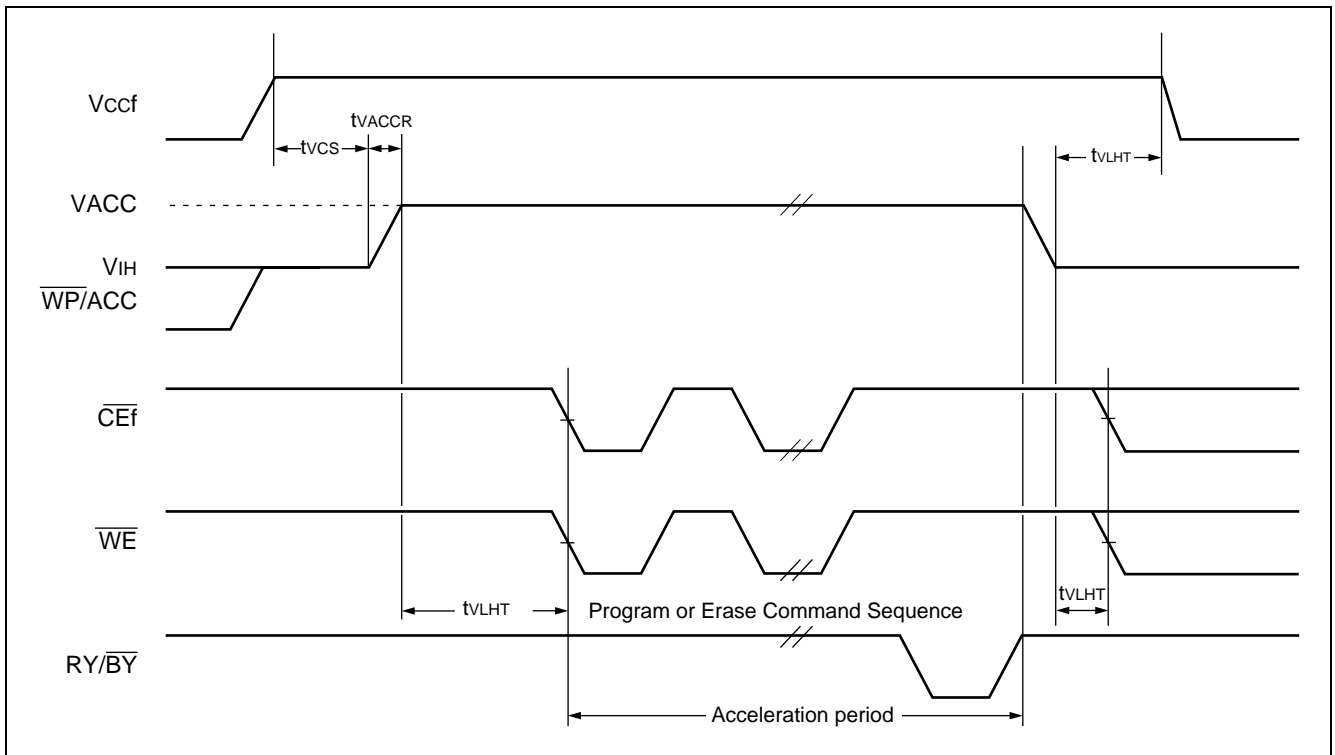 VCCf
tVACCR
tVCS
tVLHT
VACC
VIH
WP/ACC
CEf
WE
tVLHT
Program or Erase Command Sequence
tVLHT
RY/BY
Acceleration period